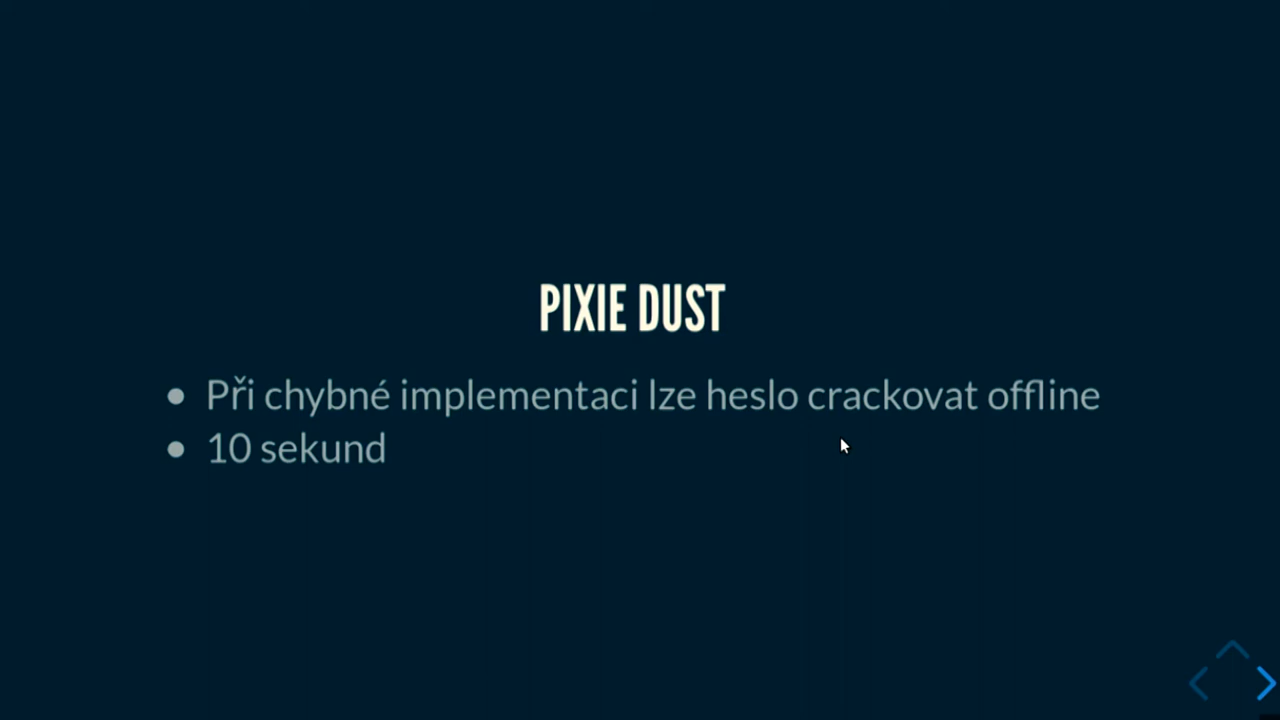 PIXIE DUST
• Při chybné implementaci lze heslo crackovat offline
• 10 sekund